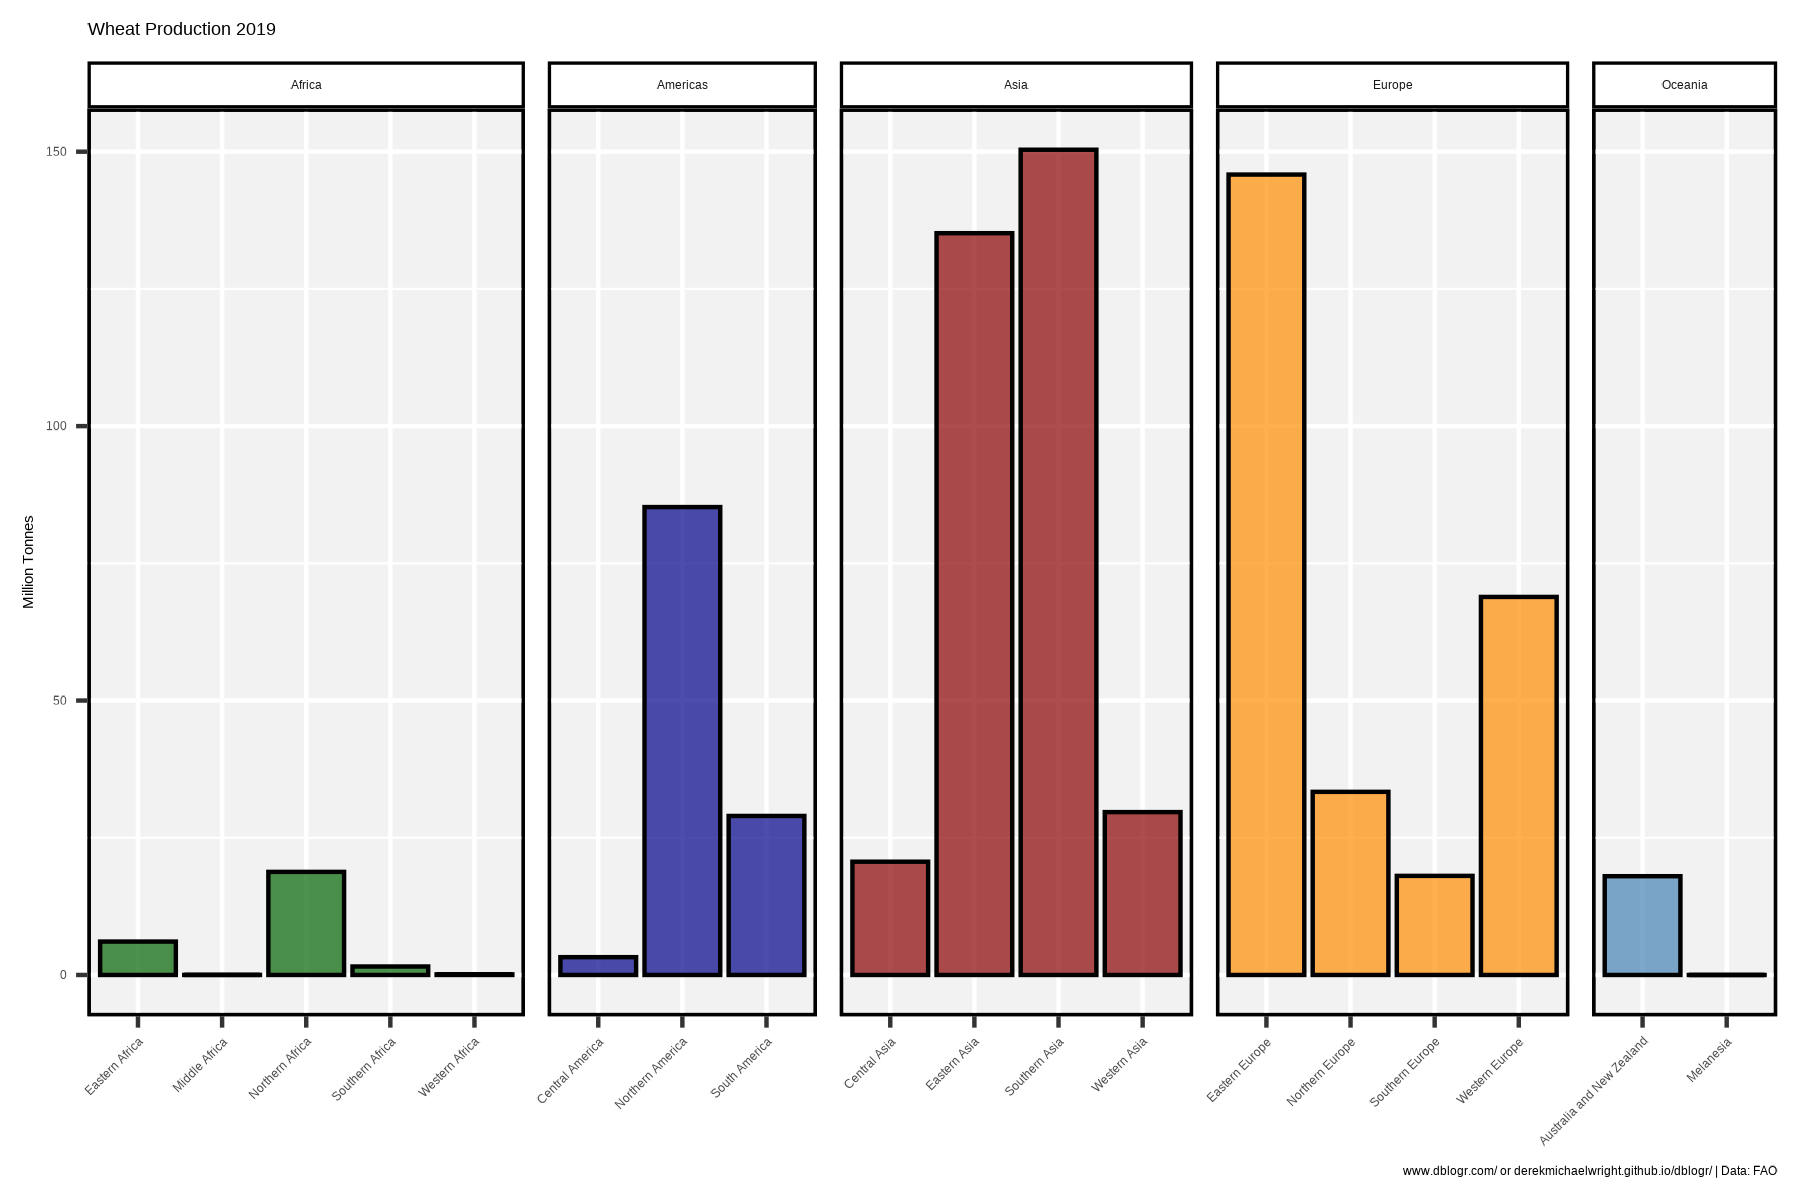 Wheat Production 2019
Africa
Americas
Asia
Europe
Oceania
Million Tonnes
150
100
50
0
Eastern Africa
Middle Africa
Northern Africa
Southern Africa
Western Africa
Central America
Northern America
South America
Central Asia
Eastern Asia
Southern Asia
Western Asia
Eastern Europe
Northern Europe
Southern Europe
Western Europe
Australia and New Zealand
Melanesia
www.dblogr.com/ or derekmichaelwright.github.io/dblogr/ | Data: FAO